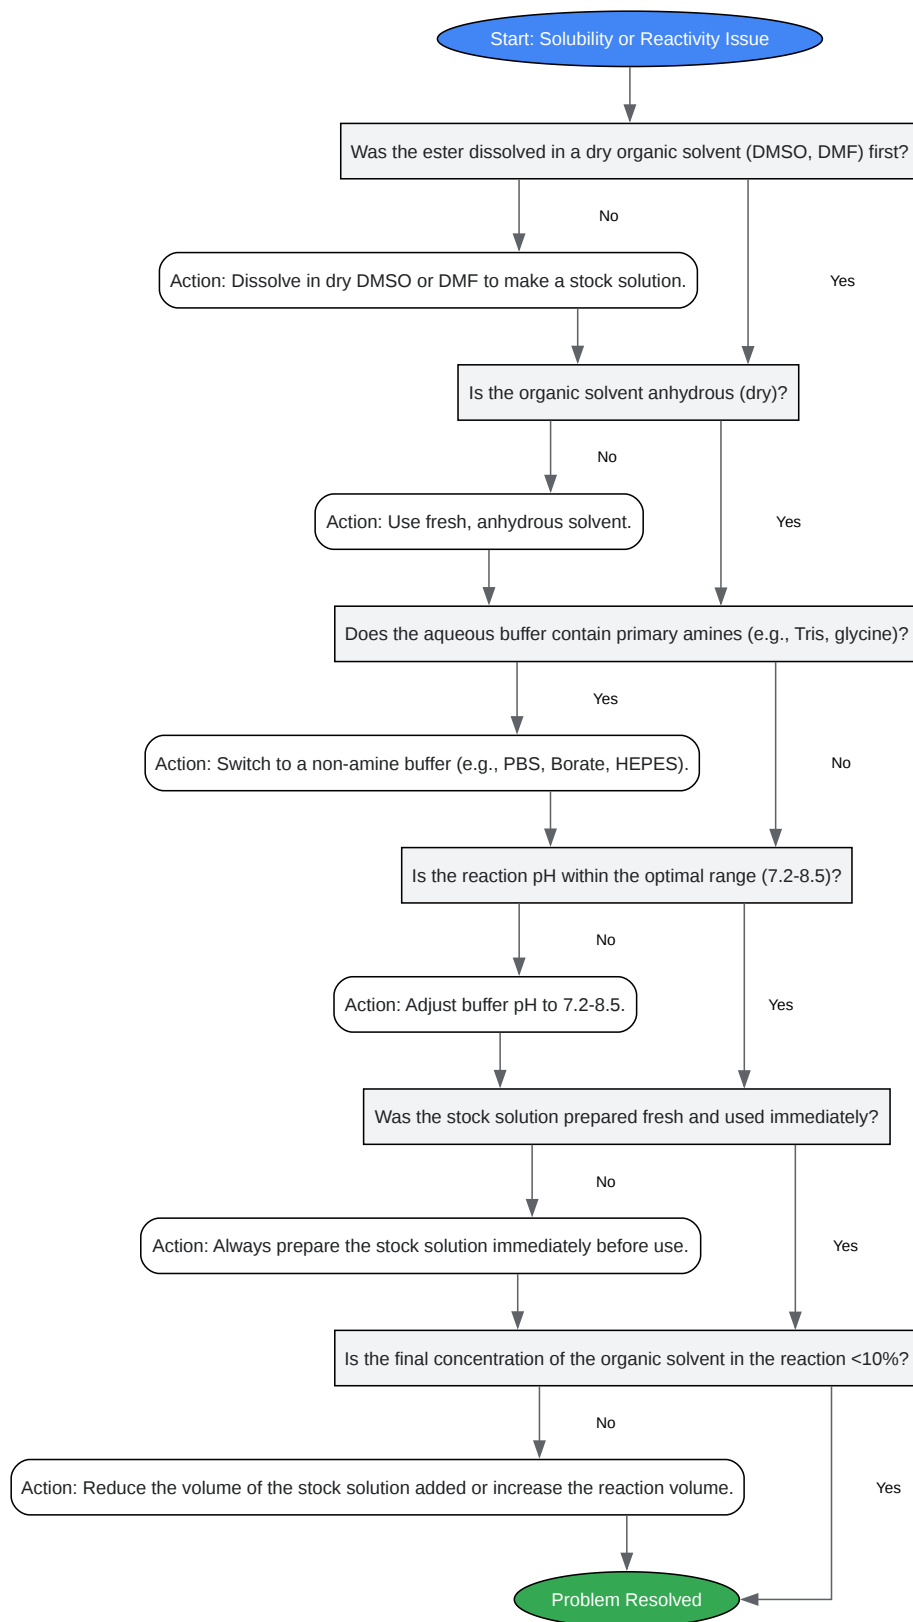 Start: Solubility or Reactivity Issue
Was the ester dissolved in a dry organic solvent (DMSO, DMF) first?
No
Action: Dissolve in dry DMSO or DMF to make a stock solution.
Yes
Is the organic solvent anhydrous (dry)?
No
Action: Use fresh, anhydrous solvent.
Yes
Does the aqueous buffer contain primary amines (e.g., Tris, glycine)?
Yes
Action: Switch to a non-amine buffer (e.g., PBS, Borate, HEPES).
No
Is the reaction pH within the optimal range (7.2-8.5)?
No
Action: Adjust buffer pH to 7.2-8.5.
Yes
Was the stock solution prepared fresh and used immediately?
No
Action: Always prepare the stock solution immediately before use.
Yes
Is the final concentration of the organic solvent in the reaction <10%?
No
Action: Reduce the volume of the stock solution added or increase the reaction volume.
Yes
Problem Resolved